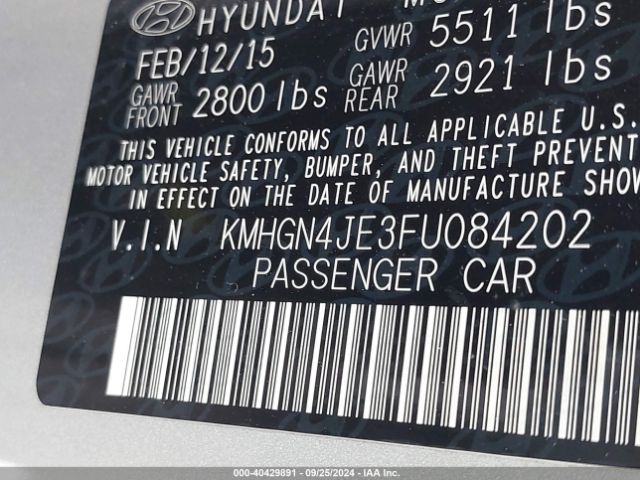 HYUNDAI
FEB/12/15 GVWR 5511 lbs
GAWR FRONT 2800 lbs GAWR REAR 2921 lbs
THIS VEHICLE CONFORMS TO ALL APPLICABLE U.S.
MOTOR VEHICLE SAFETY, BUMPER, AND THEFT PREVENT
IN EFFECT ON THE DATE OF MANUFACTURE SHOW
V.I.N KMHGN4JE3FU084202
PASSENGER CAR
000-40429891 - 09/25/2024 - IAAI.COM